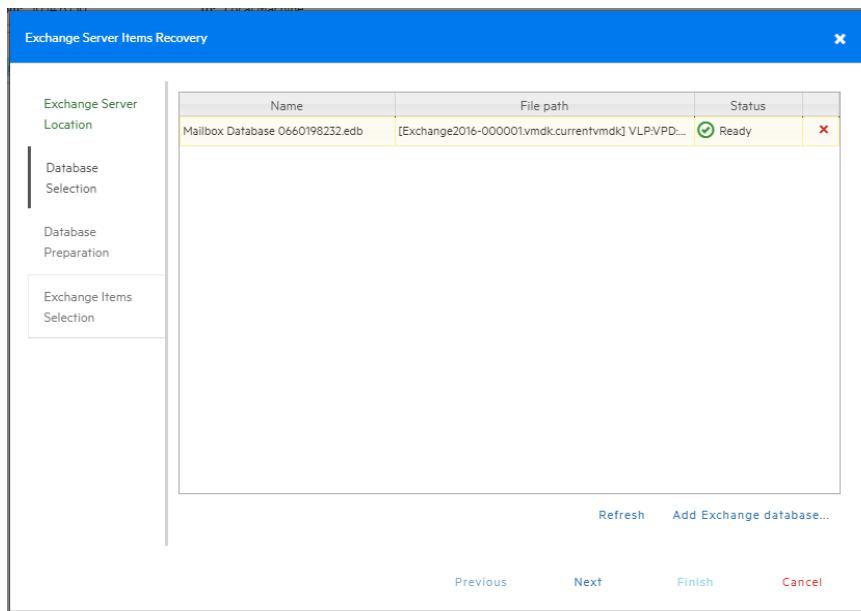 Exchange Server Items Recovery
Exchange Server
Location
Database
Selection
Database
Preparation
Exchange Items
Selection
Name File path Status
Mailbox Database 0660198232.edb [Exchange2016-000001.vmdk.currentvmdk] VLP:VPD:... Ready
Refresh Add Exchange database...
Previous Next Finish Cancel